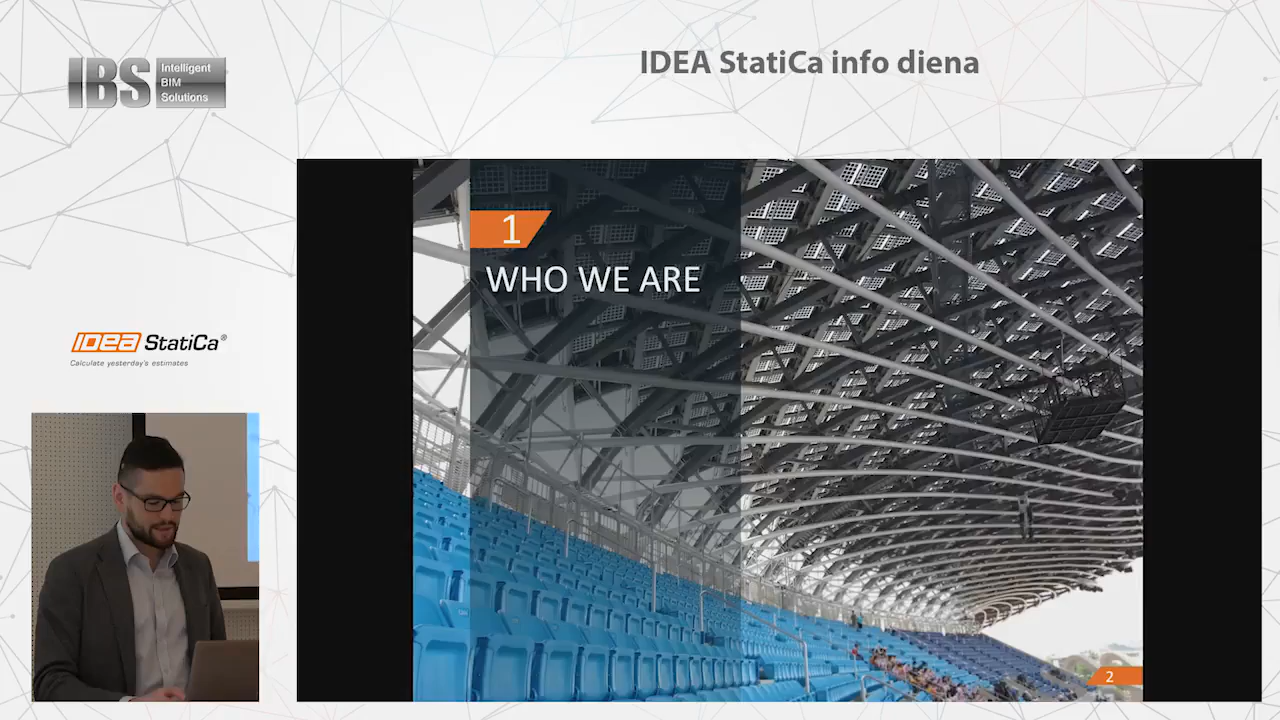 IDEA StatiCa info diena
IBS
Intelligent
BIM
Solutions
1
WHO WE ARE
IDEA StatiCa®
Calculate yesterday's estimates
2